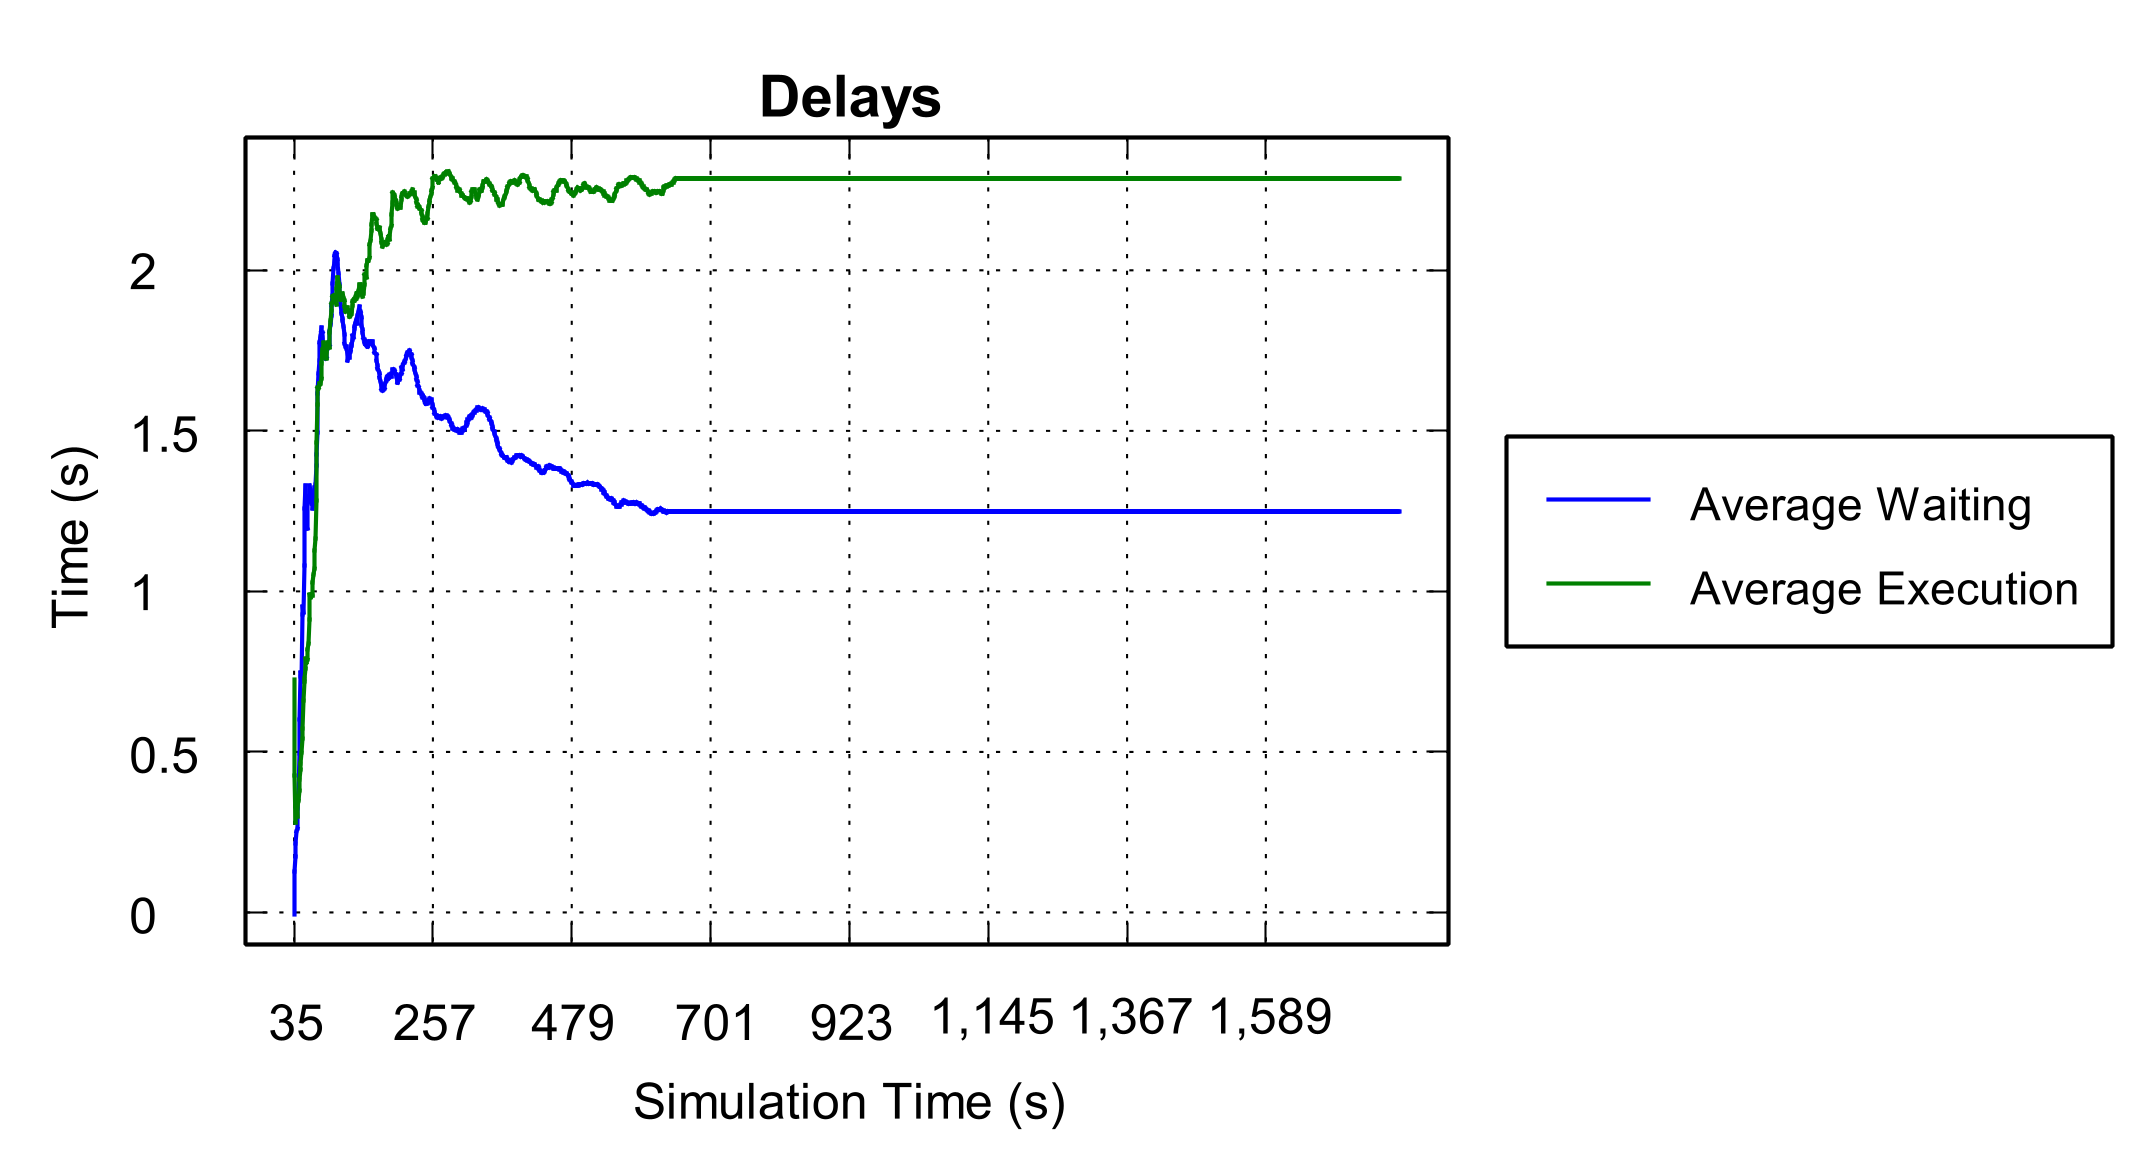 Delays
2
1.5
1
0.5
0
Time (s)
35 257 479 701 923 1,145 1,367 1,589
Simulation Time (s)
Average Waiting
Average Execution